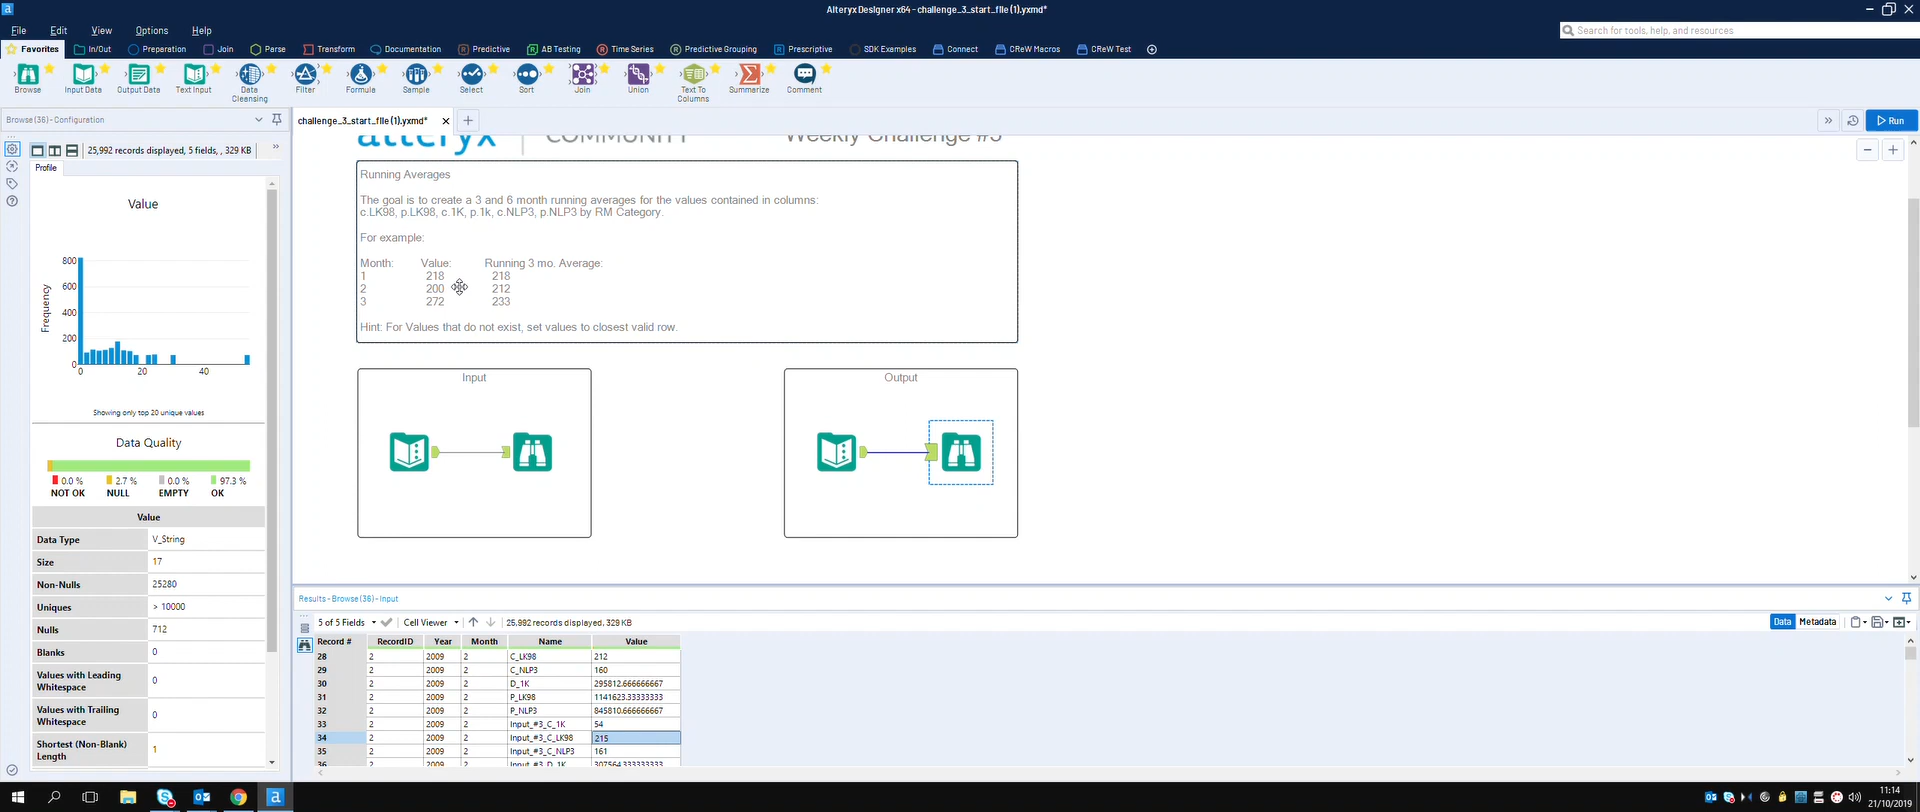 Alteryx Designer x64 - challenge_3_start_file (1).yxmd*
File Edit View Options Help
Search for tools, help, and resources
Favorites In/Out Preparation Join Parse Transform Documentation Predictive AB Testing Time Series Predictive Grouping Prescriptive SDK Examples Connect CReW Macros CReW Test
Browse Input Data Output Data Text Input Data Cleansing Filter Formula Sample Select Sort Join Union Text To Columns Summarize Comment
Browse (36) - Configuration
challenge_3_start_file (1).yxmd*
Run
25,992 records displayed, 5 fields, , 329 KB
Profile
Value
Frequency
800
600
400
200
0
0 20 40
Showing only top 20 unique values
Data Quality
0.0 % 2.7 % 0.0 % 97.3 %
NOT OK NULL EMPTY OK
Value
Data Type V_String
Size 17
Non-Nulls 25280
Uniques > 10000
Nulls 712
Blanks 0
Values with Leading Whitespace 0
Values with Trailing Whitespace 0
Shortest (Non-Blank) Length 1
alteryx COMMUNITY Weekly Challenge #3
Running Averages
The goal is to create a 3 and 6 month running averages for the values contained in columns:
c.LK98, p.LK98, c.1K, p.1k, c.NLP3, p.NLP3 by RM Category.
For example:
Month: Value: Running 3 mo. Average:
1 218 218
2 200 212
3 272 233
Hint: For Values that do not exist, set values to closest valid row.
Input
Output
Results - Browse (36) - Input
5 of 5 Fields Cell Viewer 25,992 records displayed, 329 KB
Data Metadata
Record # RecordID Year Month Name Value
28 2 2009 2 C_LK98 212
29 2 2009 2 C_NLP3 160
30 2 2009 2 D_1K 295812.666666667
31 2 2009 2 P_LK98 1141623.33333333
32 2 2009 2 P_NLP3 845810.666666667
33 2 2009 2 Input_#3_C_1K 54
34 2 2009 2 Input_#3_C_LK98 215
35 2 2009 2 Input_#3_C_NLP3 161
36 2 2009 2 Input_#3_D_1K 307564.333333333
11:14
21/10/2019